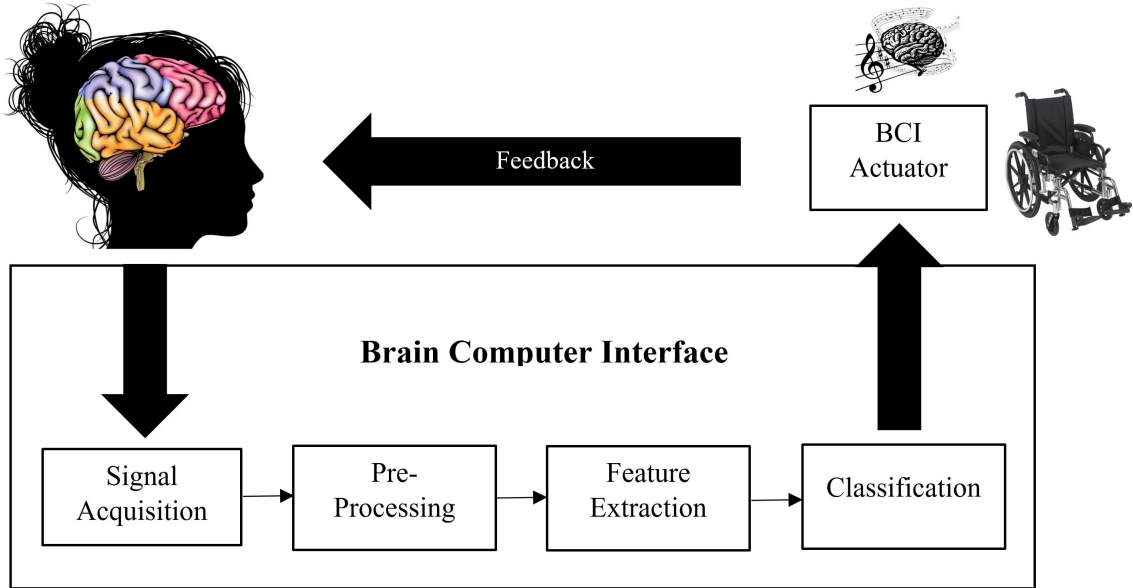 Feedback
BCI
Actuator
Brain Computer Interface
Signal
Acquisition
Pre-
Processing
Feature
Extraction
Classification